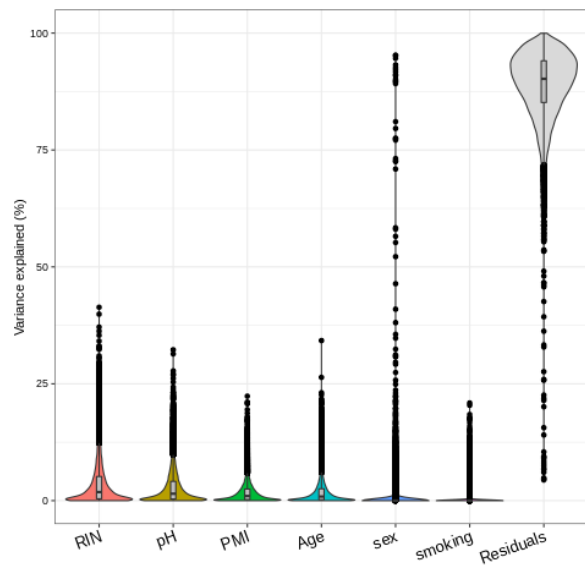 Variance explained (%)
100
75
50
25
0
RIN
pH
PMI
Age
sex
smoking
Residuals